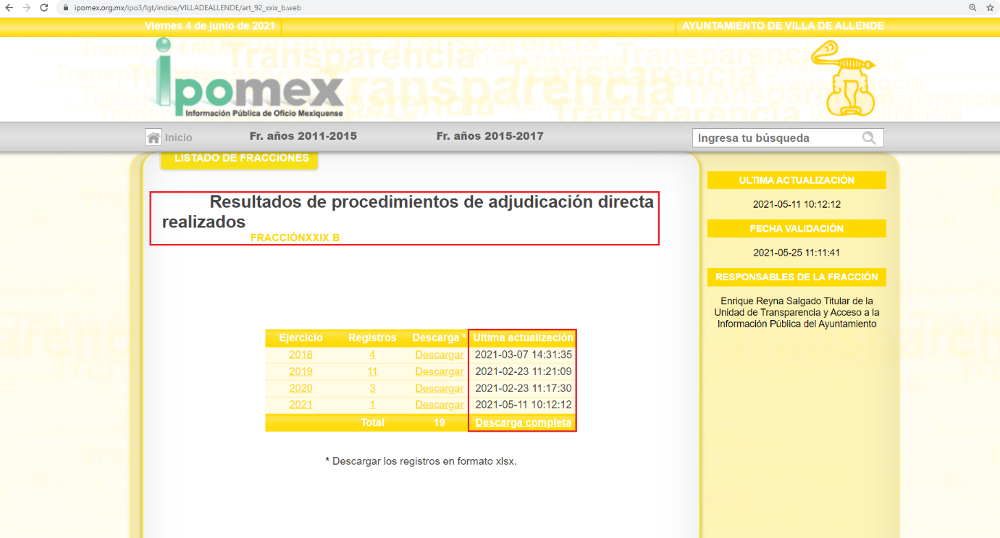 ipomex.org.mx/ipo3/lgt/indice/VILLADEALLENDE/art_92_xxix_b.web
Viernes 4 de junio de 2021
AYUNTAMIENTO DE VILLA DE ALLENDE
Transparencia
ipomex
Información Pública de Oficio Mexiquense
Inicio
Fr. años 2011-2015
Fr. años 2015-2017
Ingresa tu búsqueda
LISTADO DE FRACCIONES
Resultados de procedimientos de adjudicación directa
realizados
FRACCIÓNXXIX B
Ejercicio Registros Descarga * Ultima actualización
2018 4 Descargar 2021-03-07 14:31:35
2019 11 Descargar 2021-02-23 11:21:09
2020 3 Descargar 2021-02-23 11:17:30
2021 1 Descargar 2021-05-11 10:12:12
Total 19 Descarga completa
* Descargar los registros en formato xlsx.
ULTIMA ACTUALIZACIÓN
2021-05-11 10:12:12
FECHA VALIDACIÓN
2021-05-25 11:11:41
RESPONSABLES DE LA FRACCIÓN
Enrique Reyna Salgado Titular de la
Unidad de Transparencia y Acceso a la
Información Pública del Ayuntamiento